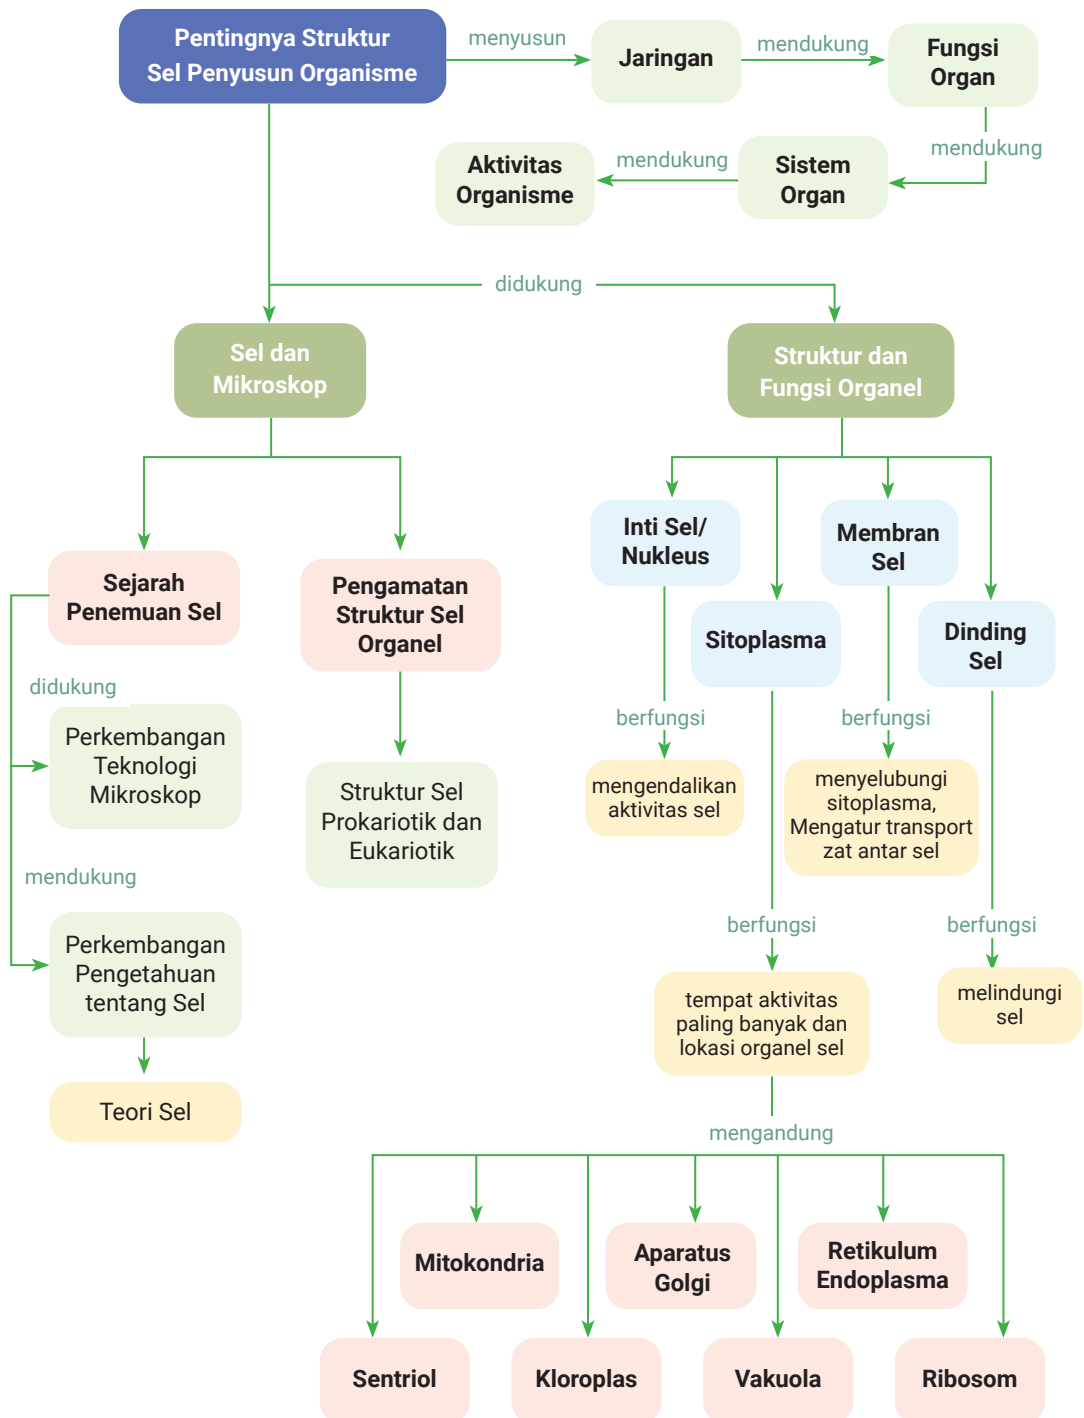 Pentingnya Struktur
Sel Penyusun Organisme
menyusun
Jaringan
mendukung
Fungsi
Organ
mendukung
Sistem
Organ
mendukung
Aktivitas
Organisme
didukung
Sel dan
Mikroskop
Struktur dan
Fungsi Organel
Sejarah
Penemuan Sel
Pengamatan
Struktur Sel
Organel
didukung
Perkembangan
Teknologi
Mikroskop
Struktur Sel
Prokariotik dan
Eukariotik
mendukung
Perkembangan
Pengetahuan
tentang Sel
Teori Sel
Inti Sel/
Nukleus
Membran
Sel
Sitoplasma
Dinding
Sel
berfungsi
berfungsi
mengendalikan
aktivitas sel
menyelubungi
sitoplasma,
Mengatur transport
zat antar sel
berfungsi
berfungsi
tempat aktivitas
paling banyak dan
lokasi organel sel
melindungi
sel
mengandung
Mitokondria
Aparatus
Golgi
Retikulum
Endoplasma
Sentriol
Kloroplas
Vakuola
Ribosom